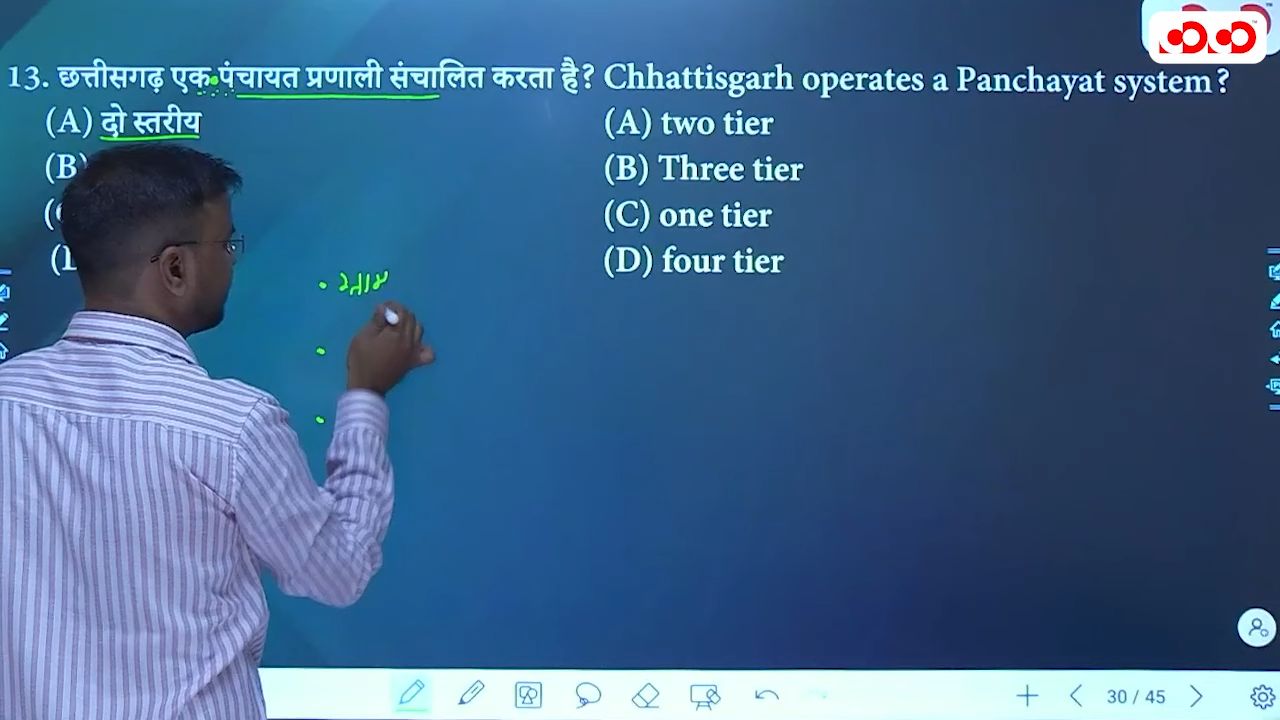 13. छत्तीसगढ़ एक पंचायत प्रणाली संचालित करता है? Chhattisgarh operates a Panchayat system?
(A) दो स्तरीय
(A) two tier
(B)
(B) Three tier
(C) one tier
(D) four tier
ग्राम
30 / 45